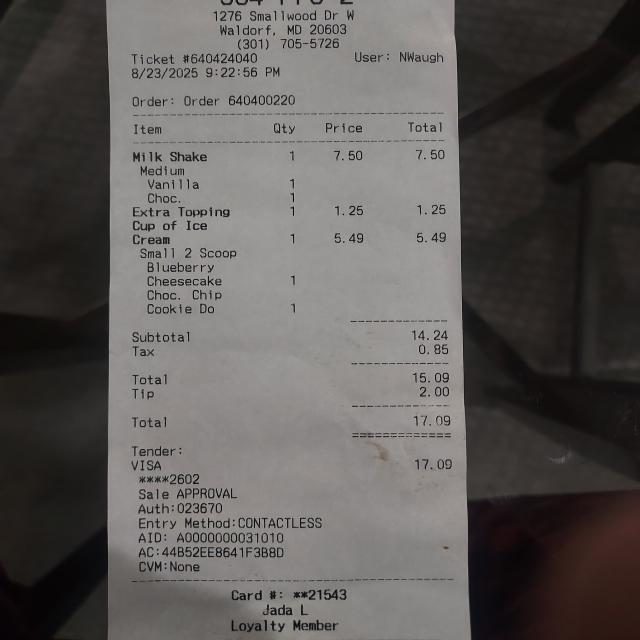 1276 Smallwood Dr W
Waldorf, MD 20603
(301) 705-5726
Ticket #640424040 User: NWaugh
8/23/2025 9:22:56 PM
Order: Order 640400220
Item Qty Price Total
Milk Shake 1 7.50 7.50
Medium
Vanilla 1
Choc. 1
Extra Topping 1 1.25 1.25
Cup of Ice
Cream 1 5.49 5.49
Small 2 Scoop
Blueberry
Cheesecake 1
Choc. Chip
Cookie Do 1
Subtotal 14.24
Tax 0.85
Total 15.09
Tip 2.00
Total 17.09
Tender:
VISA 17.09
****2602
Sale APPROVAL
Auth:023670
Entry Method:CONTACTLESS
AID: A0000000031010
AC:44B52EE8641F3B8D
CVM:None
Card #: **21543
Jada L
Loyalty Member